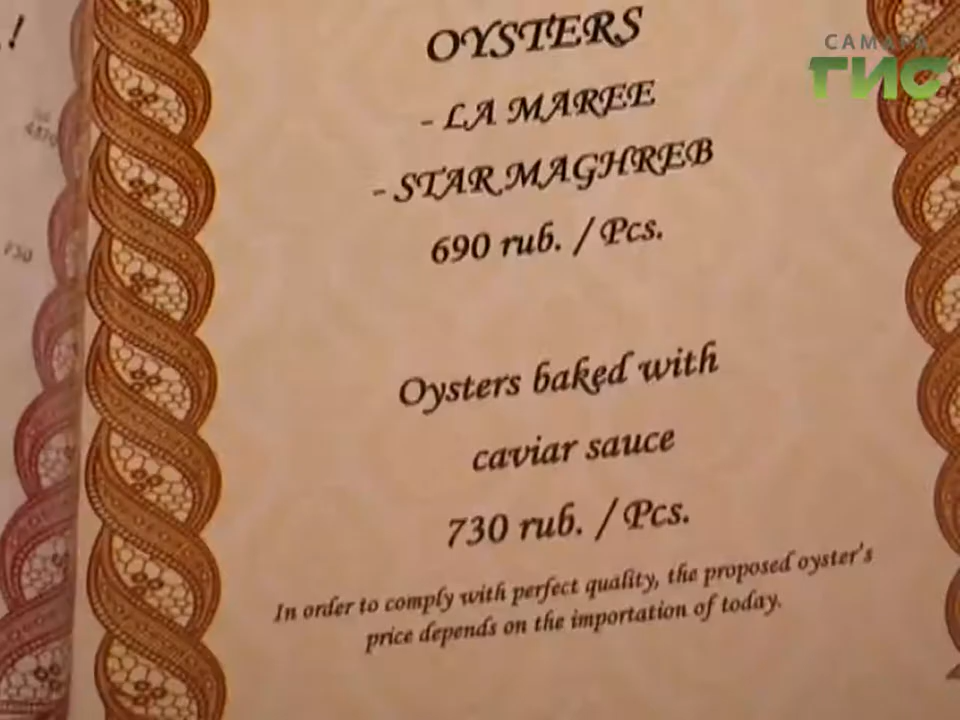 OYSTERS
САМАРА
ГИС
- LA MAREE
- STAR MAGHREB
690 rub. / Pcs.
Oysters baked with
caviar sauce
730 rub. / Pcs.
In order to comply with perfect quality, the proposed oyster's
price depends on the importation of today.
!
730